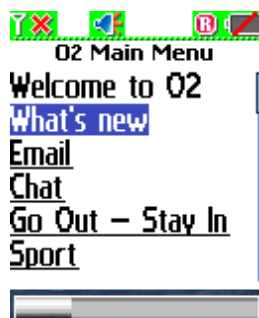 R
O2 Main Menu
Welcome to O2
What's new
Email
Chat
Go Out – Stay In
Sport